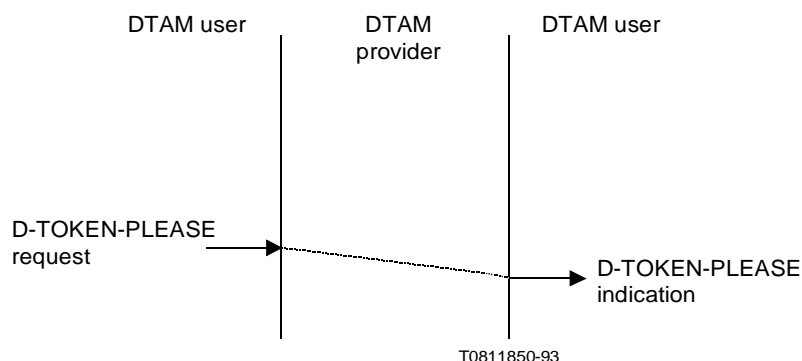 DTAM user
DTAM
provider
DTAM user
D-TOKEN-PLEASE
request
D-TOKEN-PLEASE
indication
T0811850-93